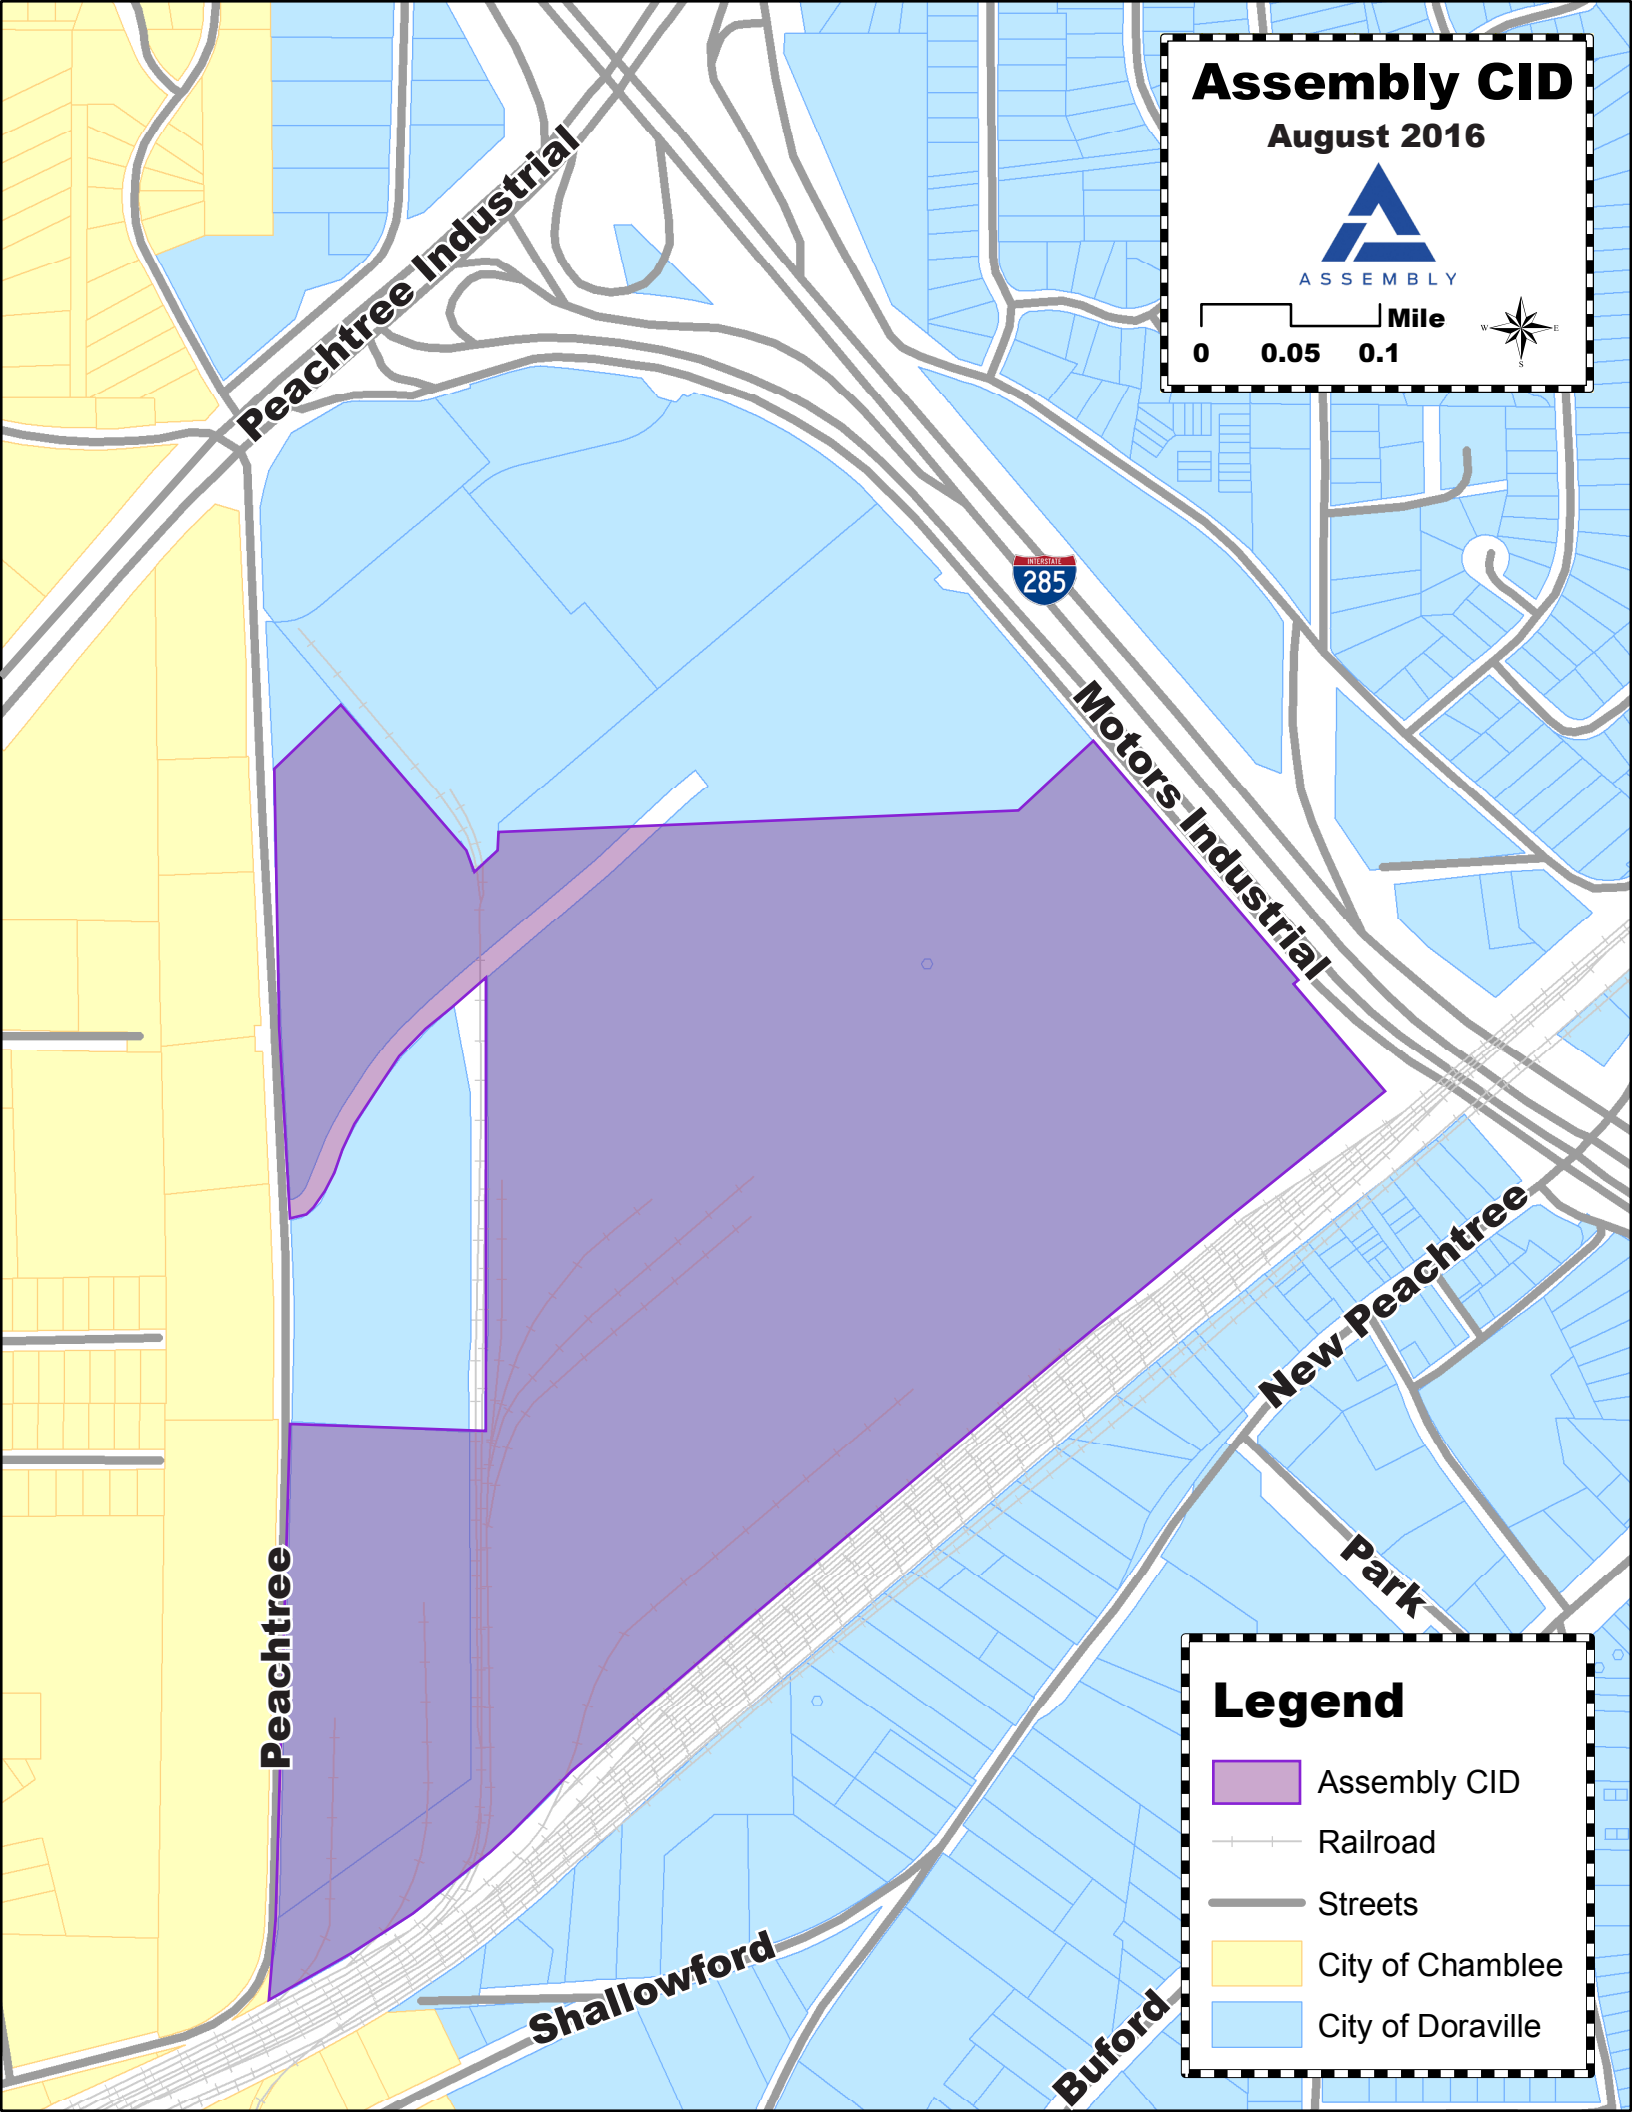 Assembly CID
August 2016
ASSEMBLY
Mile
0 0.05 0.1
W E
S
Peachtree Industrial
INTERSTATE
285
Motors Industrial
New Peachtree
Park
Peachtree
Shallowford
Buford
Legend
Assembly CID
Railroad
Streets
City of Chamblee
City of Doraville